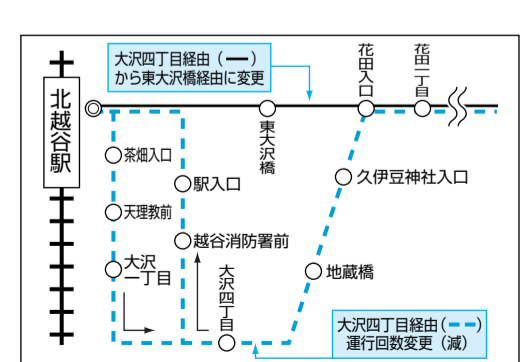 大沢四丁目経由（━）
から東大沢橋経由に変更
花田入口
花田一丁目
北越谷駅
東大沢橋
茶畑入口
駅入口
久伊豆神社入口
天理教前
越谷消防署前
大沢
一丁目
大沢四丁目
地蔵橋
大沢四丁目経由（━ ━）
運行回数変更（減）